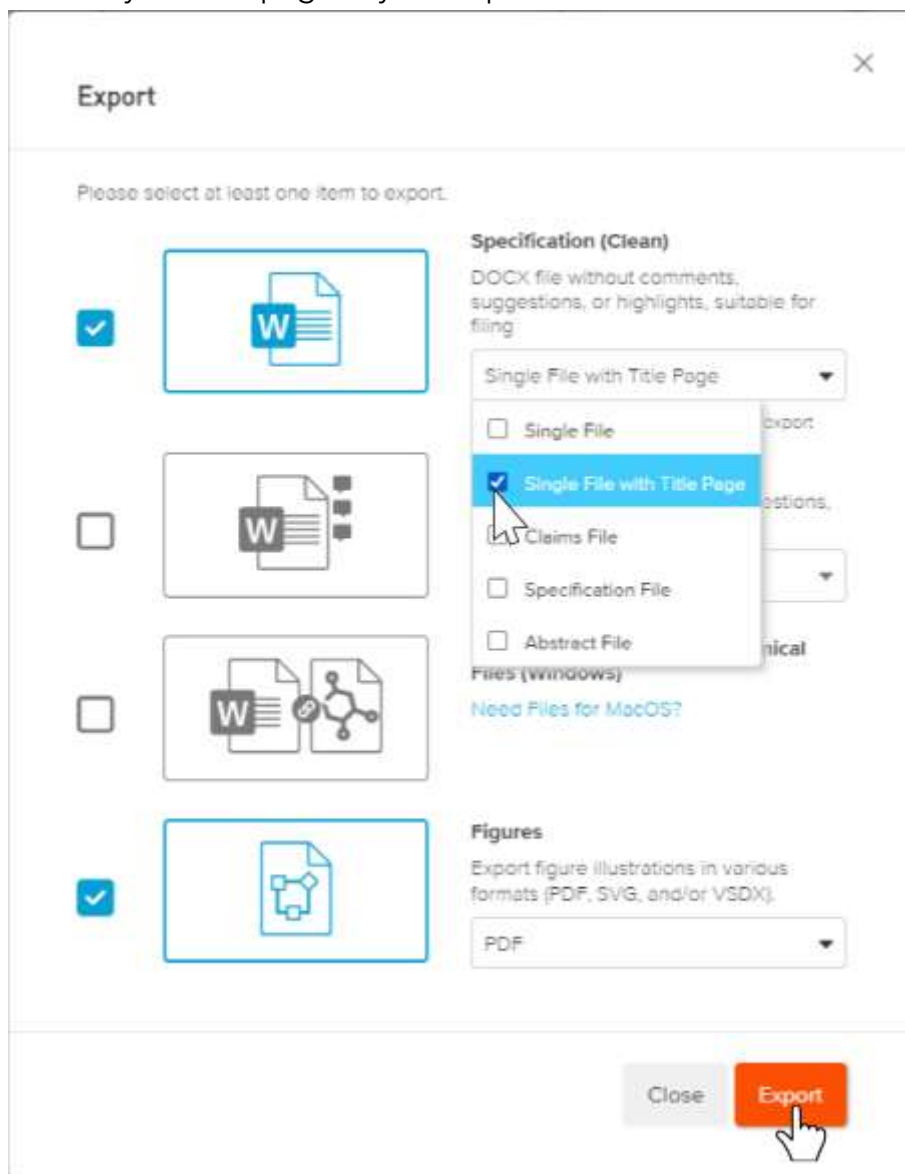 Export
Please select at least one item to export.
Specification (Clean)
DOCX file without comments,
suggestions, or highlights, suitable for
filing
Single File with Title Page
export
Single File
Single File with Title Page
Claims File
Specification File
Abstract File
Files (Windows)
Need Files for MacOS?
W
W
W
Figures
Export figure illustrations in various
formats (PDF, SVG, and/or VSDX).
PDF
Close
Export